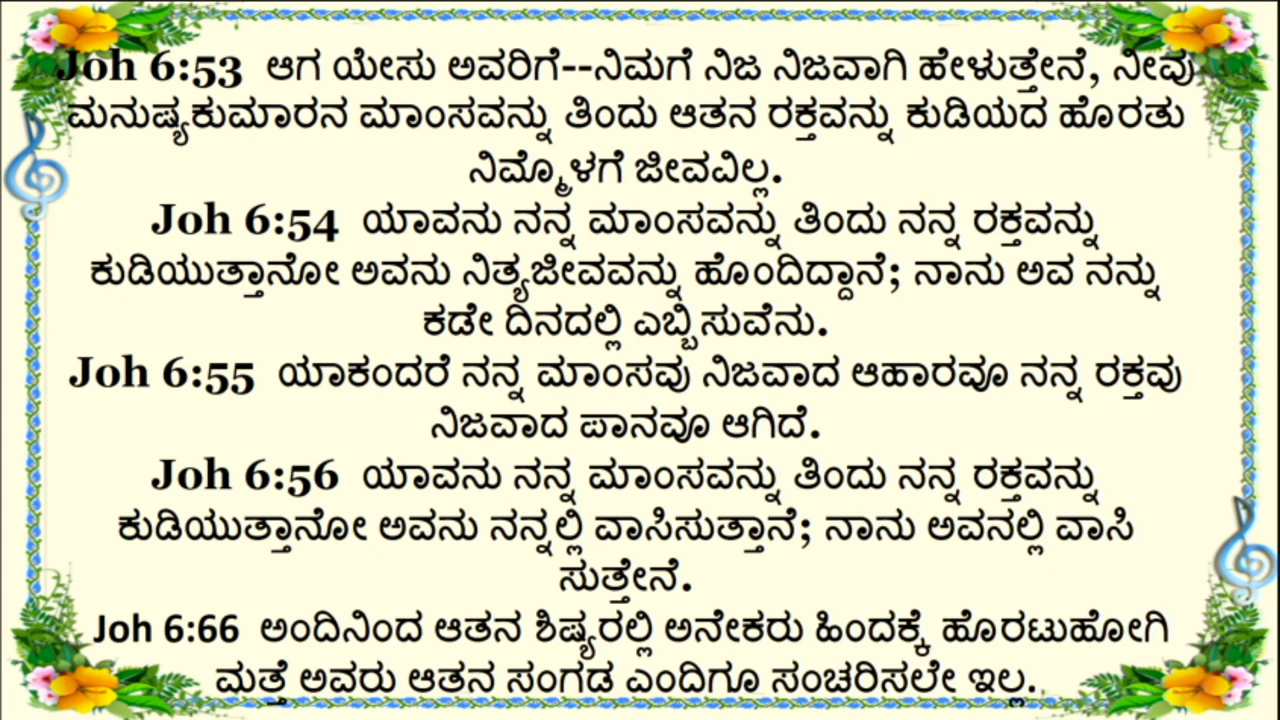 Joh 6:53 ಆಗ ಯೇಸು ಅವರಿಗೆ--ನಿಮಗೆ ನಿಜ ನಿಜವಾಗಿ ಹೇಳುತ್ತೇನೆ, ನೀವು
ಮನುಷ್ಯಕುಮಾರನ ಮಾಂಸವನ್ನು ತಿಂದು ಆತನ ರಕ್ತವನ್ನು ಕುಡಿಯದ ಹೊರತು
ನಿಮ್ಮೊಳಗೆ ಜೀವವಿಲ್ಲ.
Joh 6:54 ಯಾವನು ನನ್ನ ಮಾಂಸವನ್ನು ತಿಂದು ನನ್ನ ರಕ್ತವನ್ನು
ಕುಡಿಯುತ್ತಾನೋ ಅವನು ನಿತ್ಯಜೀವವನ್ನು ಹೊಂದಿದ್ದಾನೆ; ನಾನು ಅವ ನನ್ನು
ಕಡೇ ದಿನದಲ್ಲಿ ಎಬ್ಬಿಸುವೆನು.
Joh 6:55 ಯಾಕಂದರೆ ನನ್ನ ಮಾಂಸವು ನಿಜವಾದ ಆಹಾರವೂ ನನ್ನ ರಕ್ತವು
ನಿಜವಾದ ಪಾನವೂ ಆಗಿದೆ.
Joh 6:56 ಯಾವನು ನನ್ನ ಮಾಂಸವನ್ನು ತಿಂದು ನನ್ನ ರಕ್ತವನ್ನು
ಕುಡಿಯುತ್ತಾನೋ ಅವನು ನನ್ನಲ್ಲಿ ವಾಸಿಸುತ್ತಾನೆ; ನಾನು ಅವನಲ್ಲಿ ವಾಸಿ
ಸುತ್ತೇನೆ.
Joh 6:66 ಅಂದಿನಿಂದ ಆತನ ಶಿಷ್ಯರಲ್ಲಿ ಅನೇಕರು ಹಿಂದಕ್ಕೆ ಹೊರಟುಹೋಗಿ
ಮತ್ತೆ ಅವರು ಆತನ ಸಂಗಡ ಎಂದಿಗೂ ಸಂಚರಿಸಲೇ ಇಲ್ಲ.